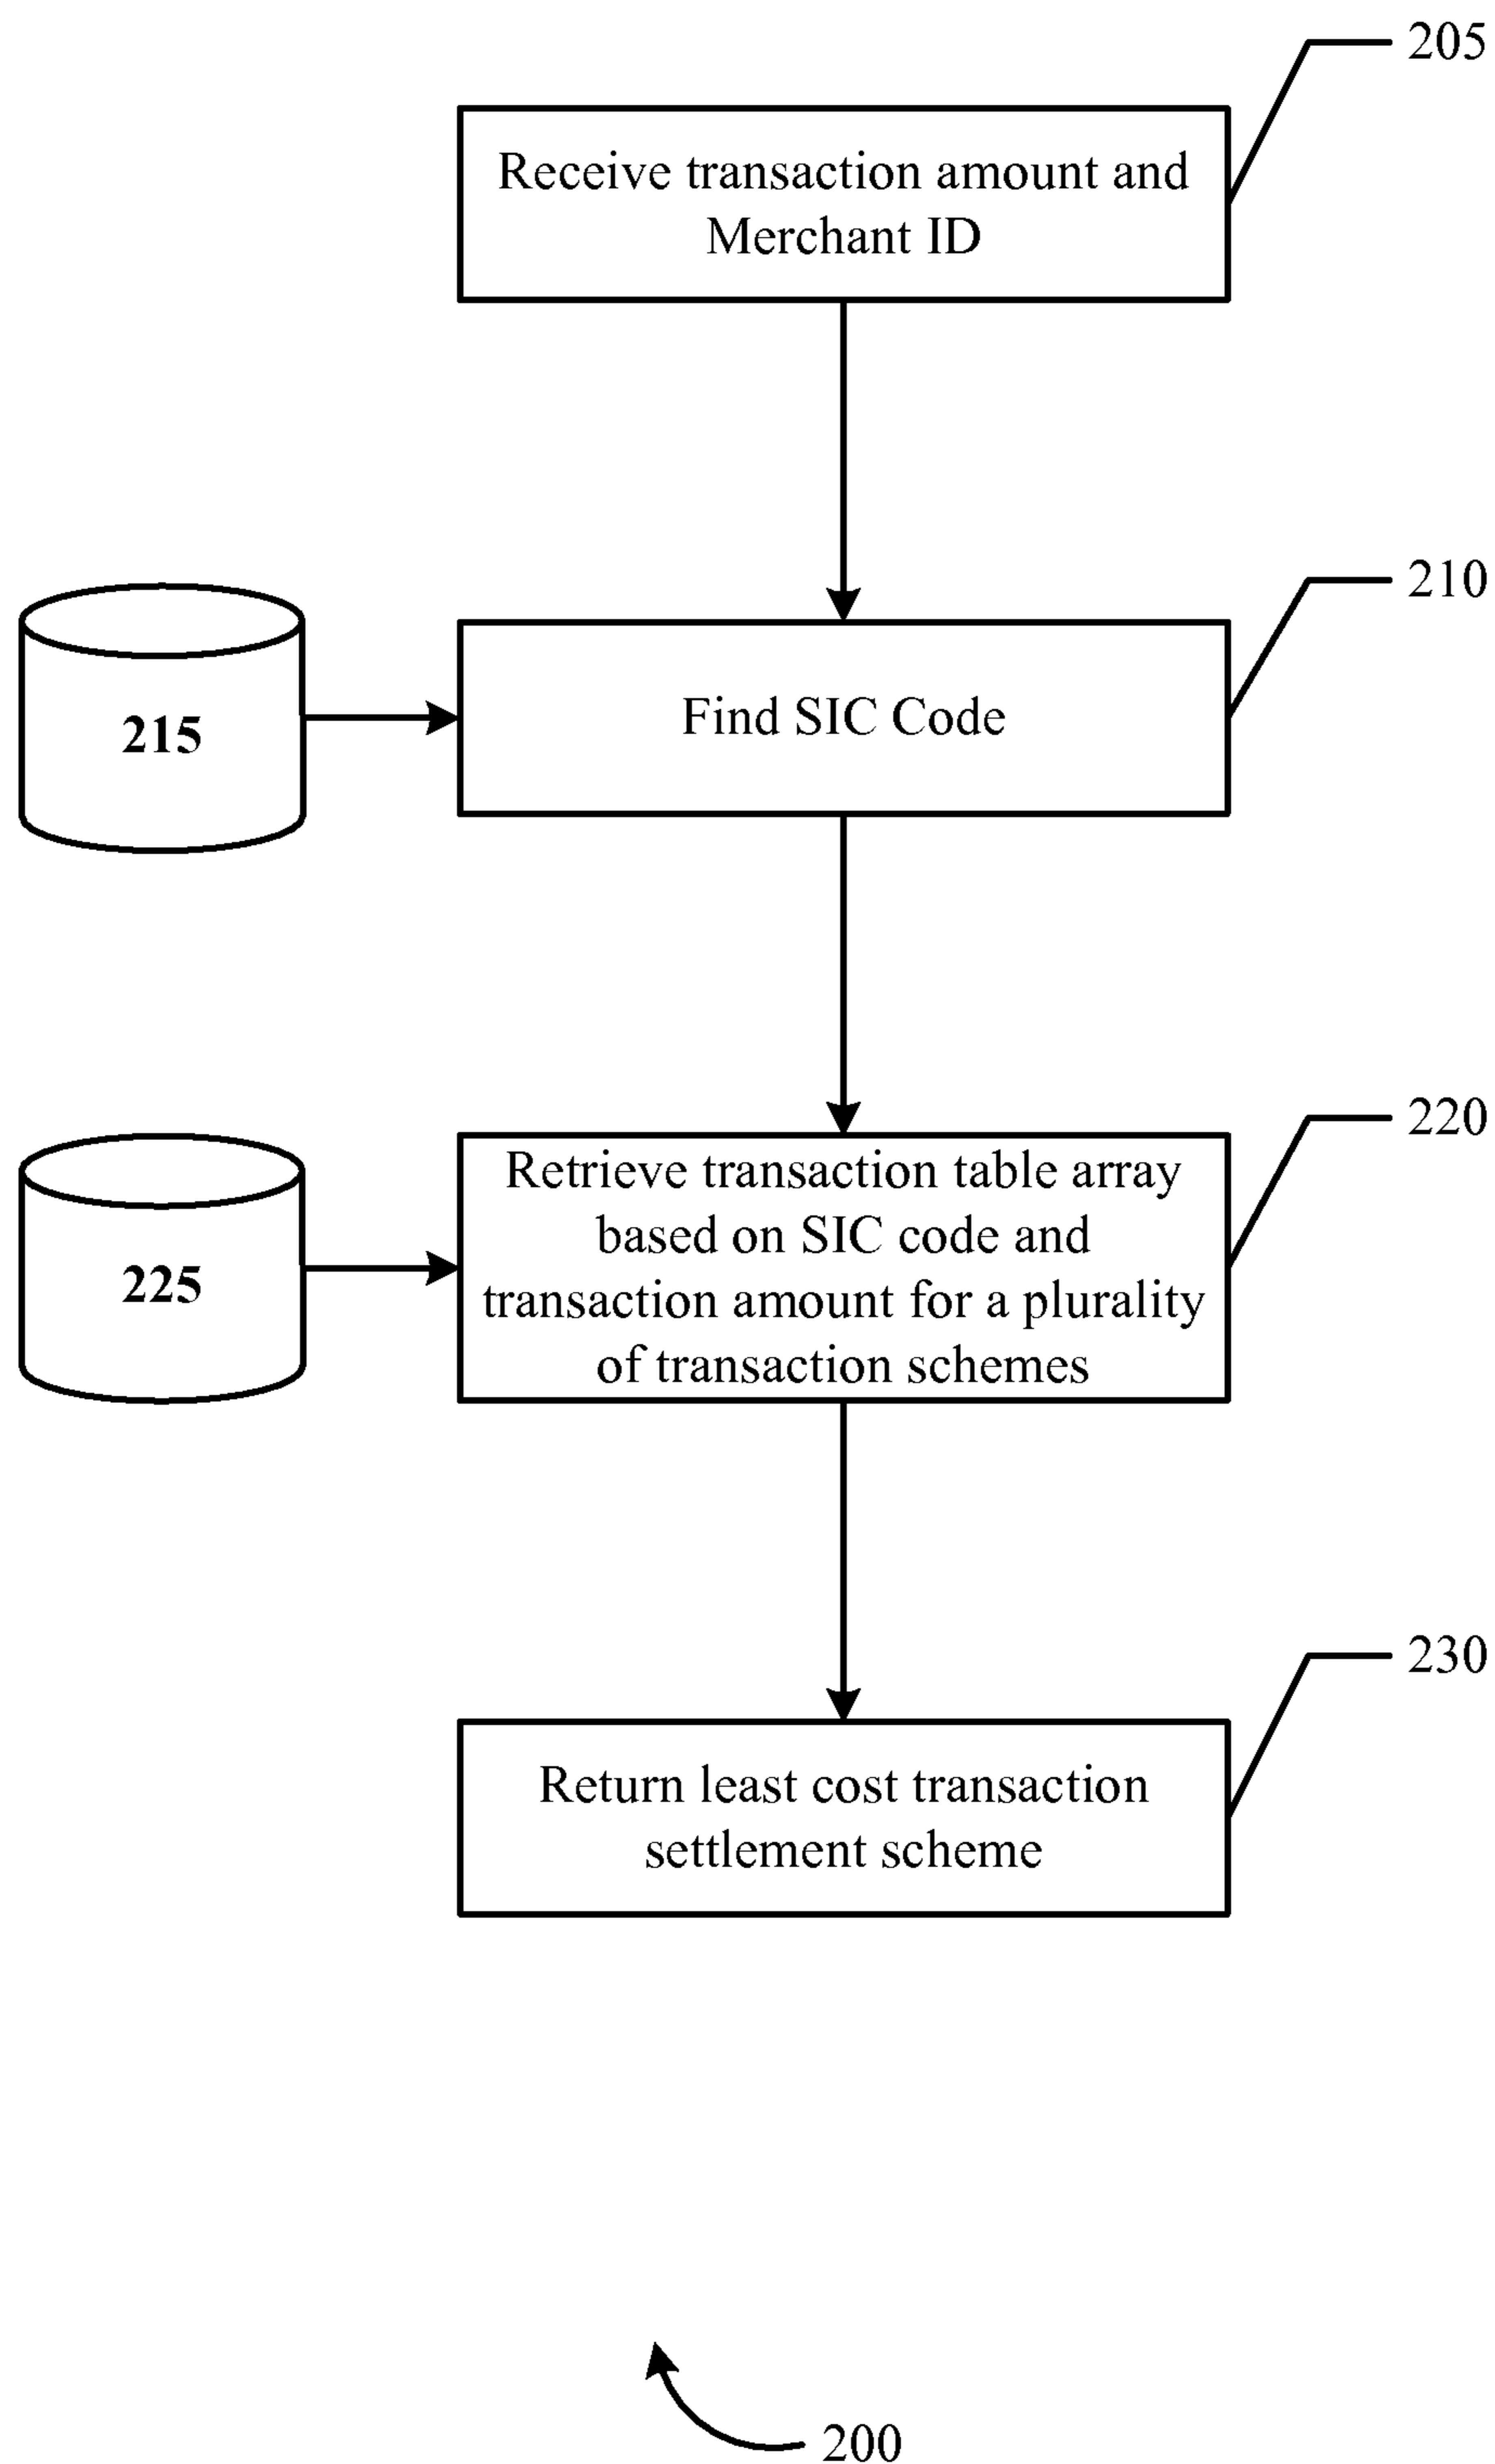 205
Receive transaction amount and
Merchant ID
210
215
Find SIC Code
220
Retrieve transaction table array
based on SIC code and
transaction amount for a plurality
of transaction schemes
225
230
Return least cost transaction
settlement scheme
200